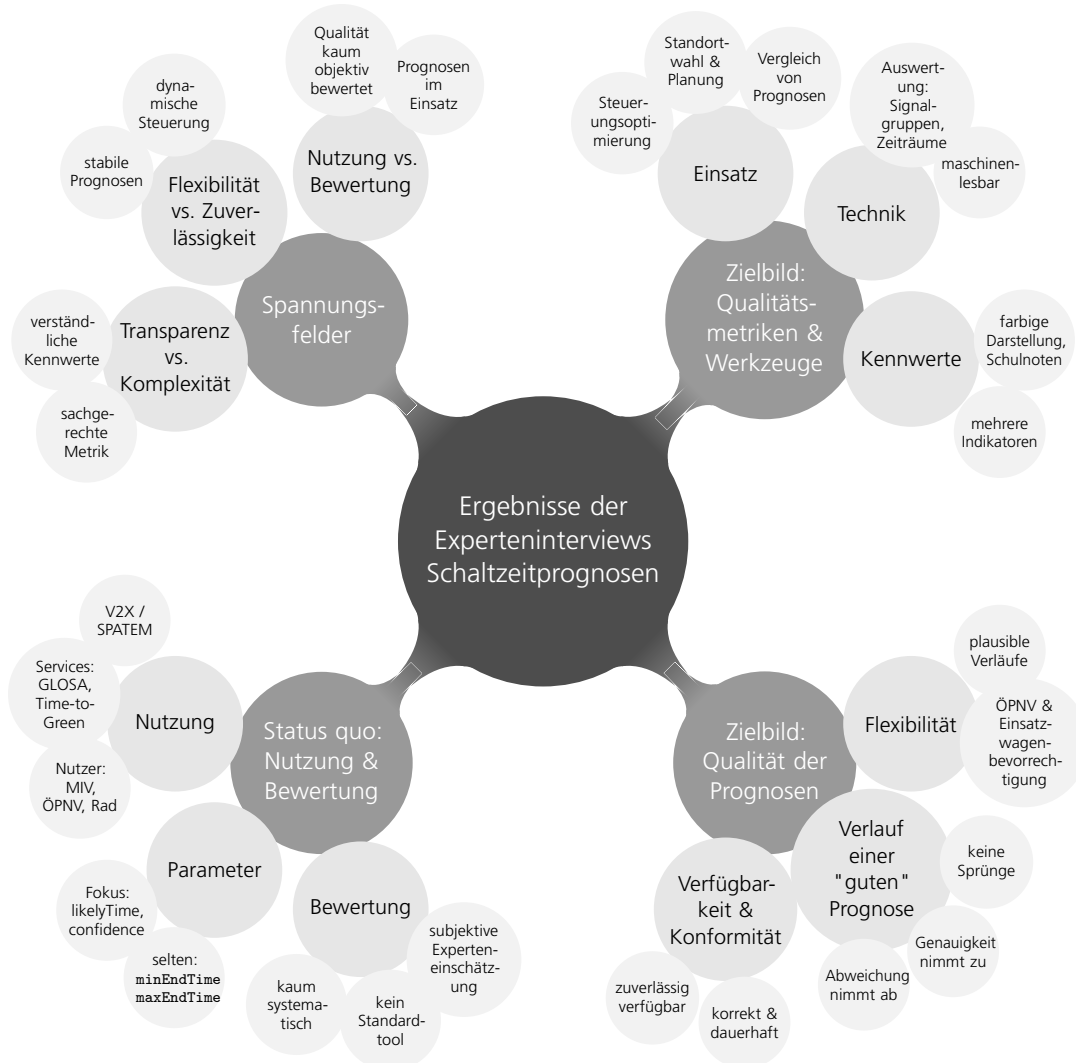 Ergebnisse der
Experteninterviews
Schaltzeitprognosen
Spannungs-
felder
Nutzung vs.
Bewertung
Qualität
kaum
objektiv
bewertet
Prognosen
im
Einsatz
Flexibilität
vs. Zuver-
lässigkeit
dyna-
mische
Steuerung
stabile
Prognosen
Transparenz
vs.
Komplexität
verständ-
liche
Kennwerte
sachge-
rechte
Metrik
Zielbild:
Qualitäts-
metriken &
Werkzeuge
Einsatz
Steuer-
ungsopti-
mierung
Standort-
wahl &
Planung
Vergleich
von
Prognosen
Technik
Auswert-
ung:
Signal-
gruppen,
Zeiträume
maschinen-
lesbar
Kennwerte
farbige
Darstellung,
Schulnoten
mehrere
Indikatoren
Status quo:
Nutzung &
Bewertung
Nutzung
V2X /
SPATEM
Services:
GLOSA,
Time-to-
Green
Nutzer:
MIV,
ÖPNV, Rad
Parameter
Fokus:
likelyTime,
confidence
selten:
minEndTime
maxEndTime
Bewertung
kaum
systema-
tisch
kein
Standard-
tool
subjektive
Experten-
einschätz-
ung
Zielbild:
Qualität der
Prognosen
Flexibilität
plausible
Verläufe
ÖPNV &
Einsatz-
wagen-
bevorrech-
tigung
Verlauf
einer
"guten"
Prognose
keine
Sprünge
Genauigkeit
nimmt zu
Abweichung
nimmt ab
Verfügbar-
keit &
Konformität
zuverlässig
verfügbar
korrekt &
dauerhaft